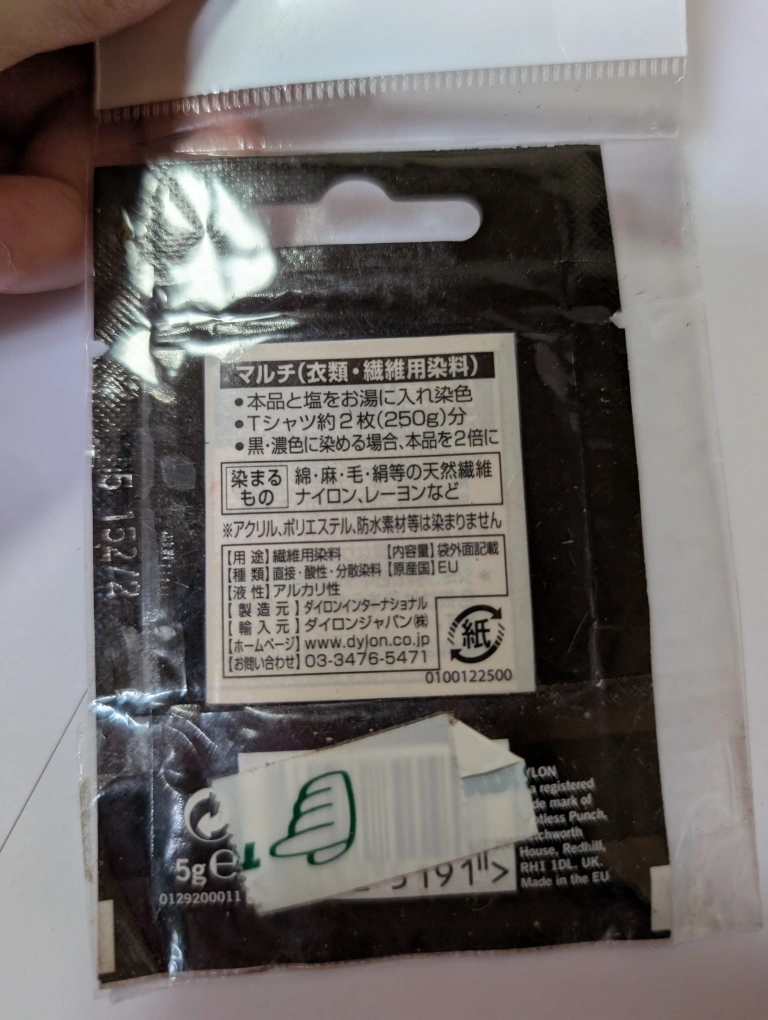 マルチ(衣類・繊維用染料)
●本品と塩をお湯に入れ染色
●Tシャツ約2枚(250g)分
●黒・濃色に染める場合、本品を2倍に
染まるもの
綿・麻・毛・絹等の天然繊維
ナイロン、レーヨンなど
※アクリル、ポリエステル、防水素材等は染まりません
【用 途】繊維用染料 【内容量】袋外面記載
【種 類】直接・酸性・分散染料 【原産国】EU
【液 性】アルカリ性
【製 造 元】ダイロンインターナショナル
【輸 入 元】ダイロンジャパン㈱
【ホームページ】www.dylon.co.jp
【お問い合わせ】03-3476-5471
紙
0100122500
YLON
a registered
de mark of
tless Punch,
tchworth
House, Redhill,
RH1 1DL, UK.
Made in the EU
5g℮
0129200011